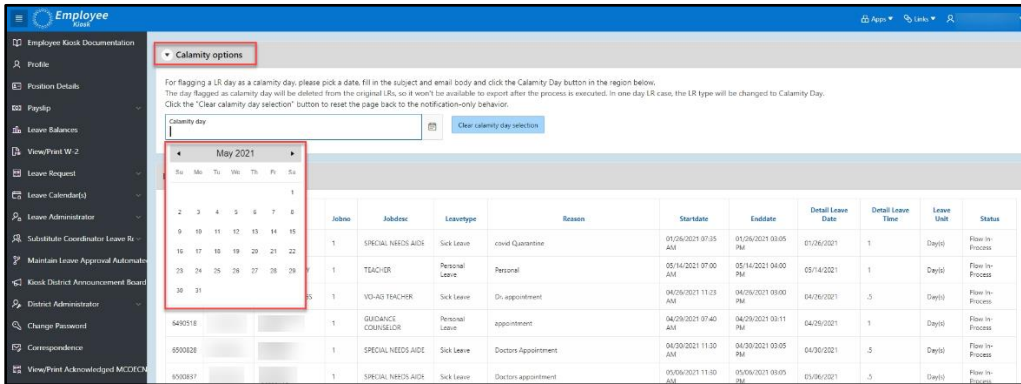 Employee
Kiosk
Apps
Links
Employee Kiosk Documentation
Profile
Position Details
Payslip
Leave Balances
View/Print W-2
Leave Request
Leave Calendar(s)
Leave Administrator
Substitute Coordinator Leave Re
Maintain Leave Approval Automate
Kiosk District Announcement Board
District Administrator
Change Password
Correspondence
View/Print Acknowledged MCOECN
Calamity options
For flagging a LR day as a calamity day, please pick a date, fill in the subject and email body and click the Calamity Day button in the region below.
The day flagged as calamity day will be deleted from the original LRs, so it won't be available to export after the process is executed. In one day LR case, the LR type will be changed to Calamity Day.
Click the "Clear calamity day selection" button to reset the page back to the notification-only behavior.
Calamity day
Clear calamity day selection
May 2021
Su Mo Tu We Th Fr Sa
1
2 3 4 5 6 7 8
9 10 11 12 13 14 15
16 17 18 19 20 21 22
23 24 25 26 27 28 29
30 31
Jobno Jobdesc Leavetype Reason Startdate Enddate Detail Leave Date Detail Leave Time Leave Unit Status
1 SPECIAL NEEDS AIDE Sick Leave covid Quarantine 01/26/2021 07:35 AM 01/26/2021 03:05 PM 01/26/2021 1 Day(s) Flow In-Process
Y 1 TEACHER Personal Leave Personal 05/14/2021 07:00 AM 05/14/2021 04:00 PM 05/14/2021 1 Day(s) Flow In-Process
1 VO-AG TEACHER Sick Leave Dr. appointment 04/26/2021 11:23 AM 04/26/2021 03:00 PM 04/26/2021 .5 Day(s) Flow In-Process
6490518 1 GUIDANCE COUNSELOR Personal Leave appointment 04/29/2021 07:40 AM 04/29/2021 03:11 PM 04/29/2021 1 Day(s) Flow In-Process
6500828 1 SPECIAL NEEDS AIDE Sick Leave Doctors Appointment 04/30/2021 11:30 AM 04/30/2021 03:05 PM 04/30/2021 .5 Day(s) Flow In-Process
6500837 1 SPECIAL NEEDS AIDE Sick Leave Doctors appointment 05/06/2021 11:30 AM 05/06/2021 03:05 PM 05/06/2021 .5 Day(s) Flow In-Process